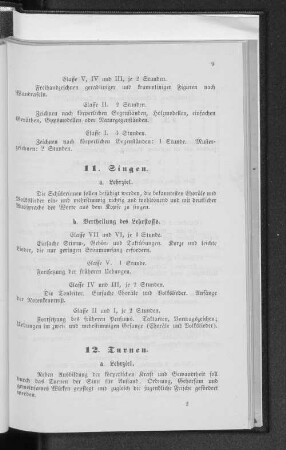 9
Classe V, IV und III, je 2 Stunden.
Freihandzeichnen geradliniger und krummliniger Figuren nach
Wandtafeln.
Classe II. 2 Stunden.
Zeichnen nach körperlichen Gegenständen, Holzmodellen, einfachen
Geräthen, Gypsmodellen oder Naturgegenständen.
Classe I. 3 Stunden.
Zeichnen nach körperlichen Gegenständen: 1 Stunde.
zeichnen: 2 Stunden.
11. Singen.
a. Lehrziel.
Die Schülerinnen sollen befähigt werden, die bekanntesten Choräle und
Volkslieder ein- und mehrstimmig richtig und wohllautend und mit deutlicher
Aussprache der Worte und dem Texte zu singen.
b. Vertheilung des Lehrstoffs.
Classe VII und VI, je 1 Stunde.
Einfache Stimm-, Gehör- und Taktübungen. Kurze und leichte
Lieder, die nur geringen Stimmumfang erfordern.
Classe V. 1 Stunde.
Fortsetzung der früheren Uebungen.
Classe IV und III, je 2 Stunden.
Die Tonleiter. Einfache Choräle und Volkslieder. Anfänge
der Notenkenntniß.
Classe II und I, je 2 Stunden.
Fortsetzung des früheren Taktarten, Vortragszeichen;
Uebungen im zwei- und mehrstimmigen Gesange (Choräle und Volkslieder).
12. Turnen.
a. Lehrziel.
Neben Ausbildung der körperlichen Kraft und Gewandtheit soll
durch das Turnen der Sinn für Anstand, Ordnung, Gehorsam und
gemeinsames Wirken gepflegt und zugleich die jugendliche Frische gefördert
werden.
2